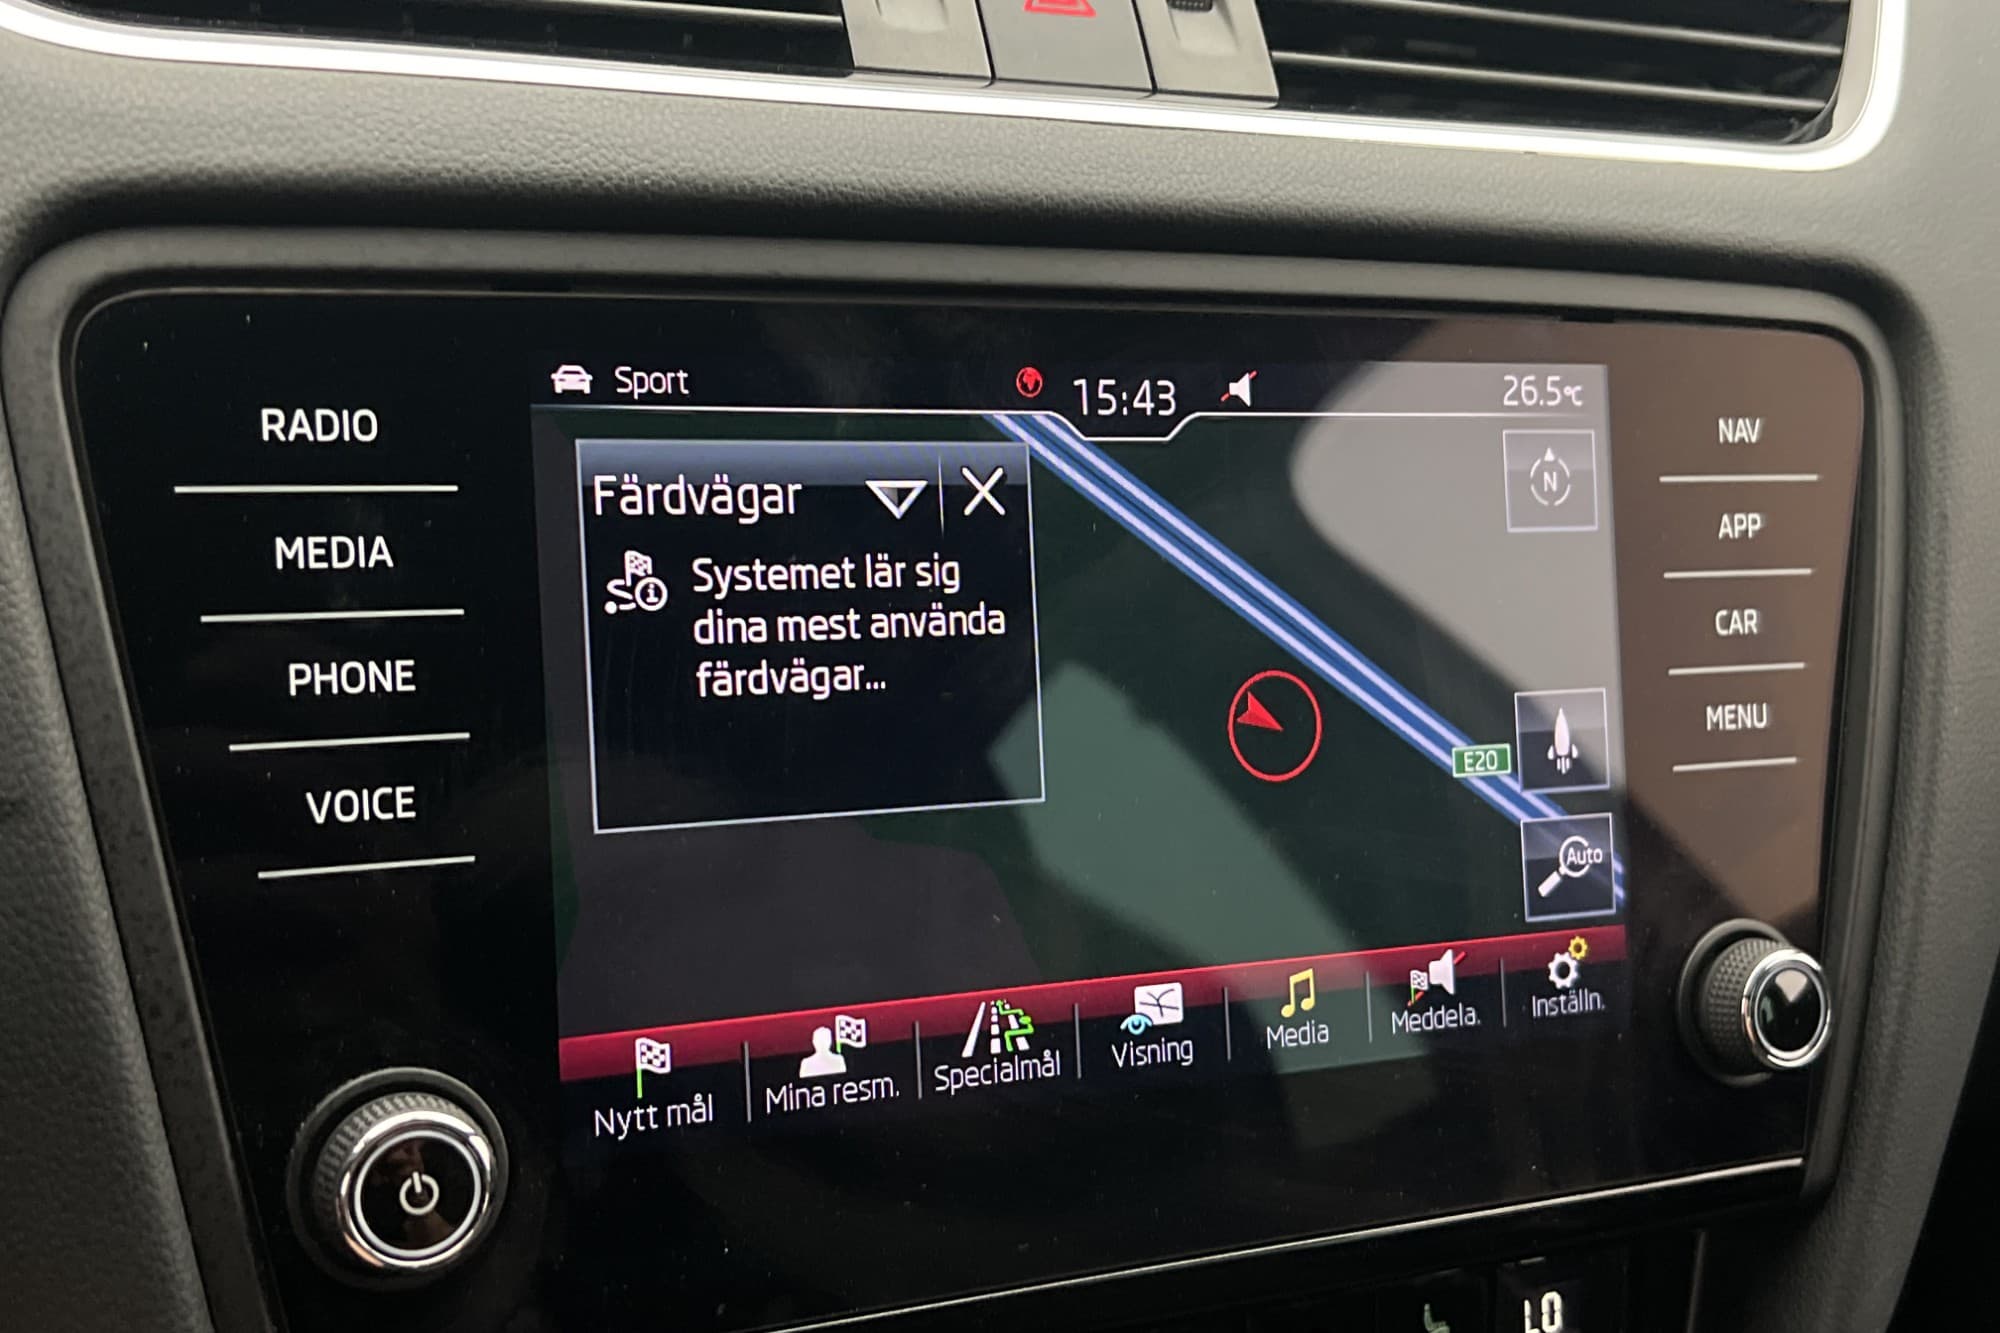 Sport
15:43
26.5°C
RADIO
MEDIA
PHONE
VOICE
Färdvägar
Systemet lär sig
dina mest använda
färdvägar...
N
E20
Auto
NAV
APP
CAR
MENU
Nytt mål
Mina resm.
Specialmål
Visning
Media
Meddela.
Inställn.
LO